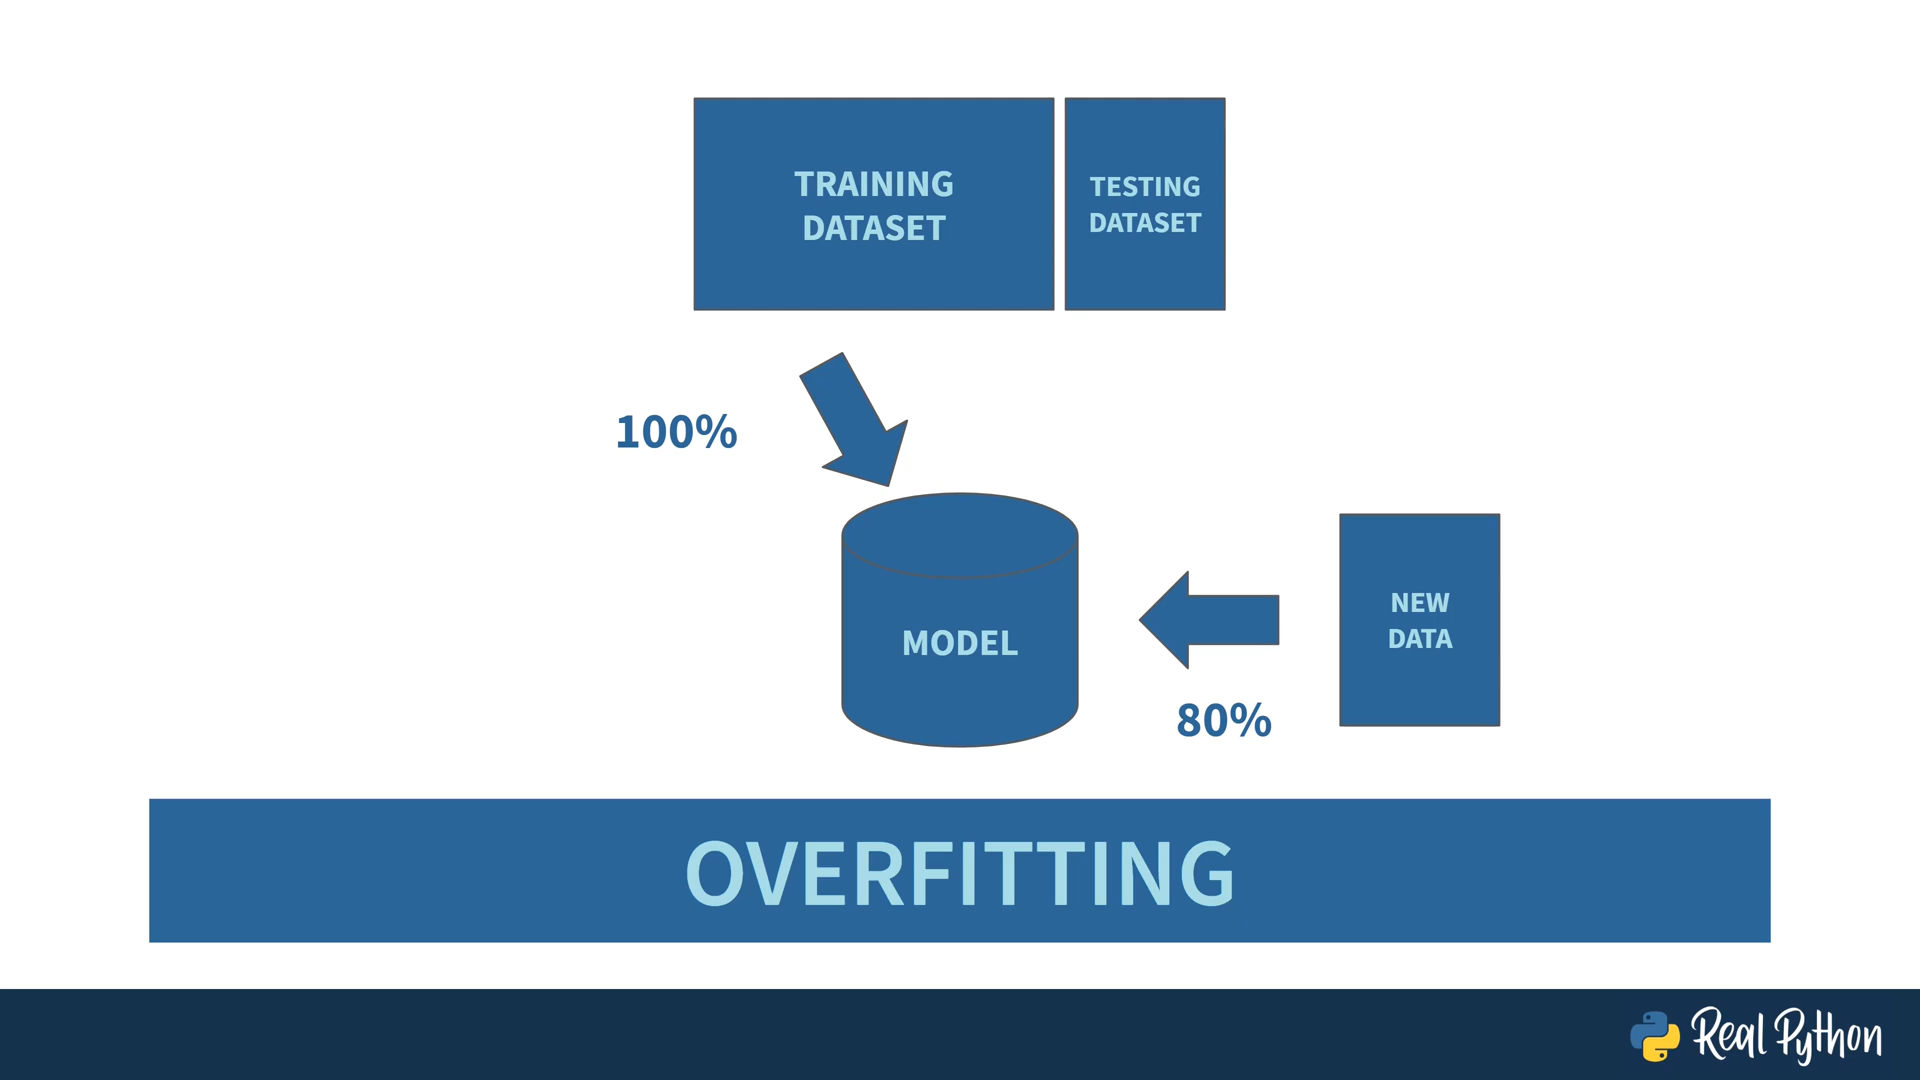 TRAINING
DATASET
TESTING
DATASET
100%
MODEL
NEW
DATA
80%
OVERFITTING
Real Python